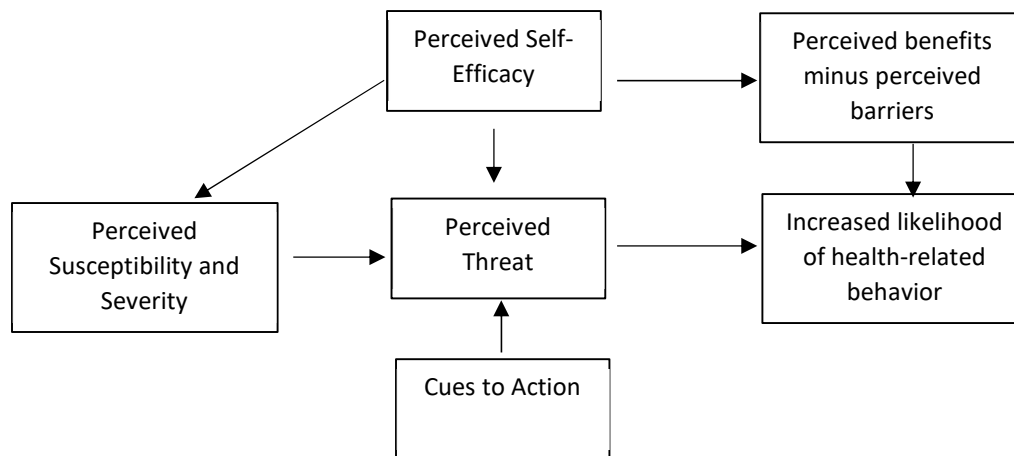 Perceived Self-
Efficacy
Perceived benefits
minus perceived
barriers
Perceived
Susceptibility and
Severity
Perceived
Threat
Increased likelihood
of health-related
behavior
Cues to Action